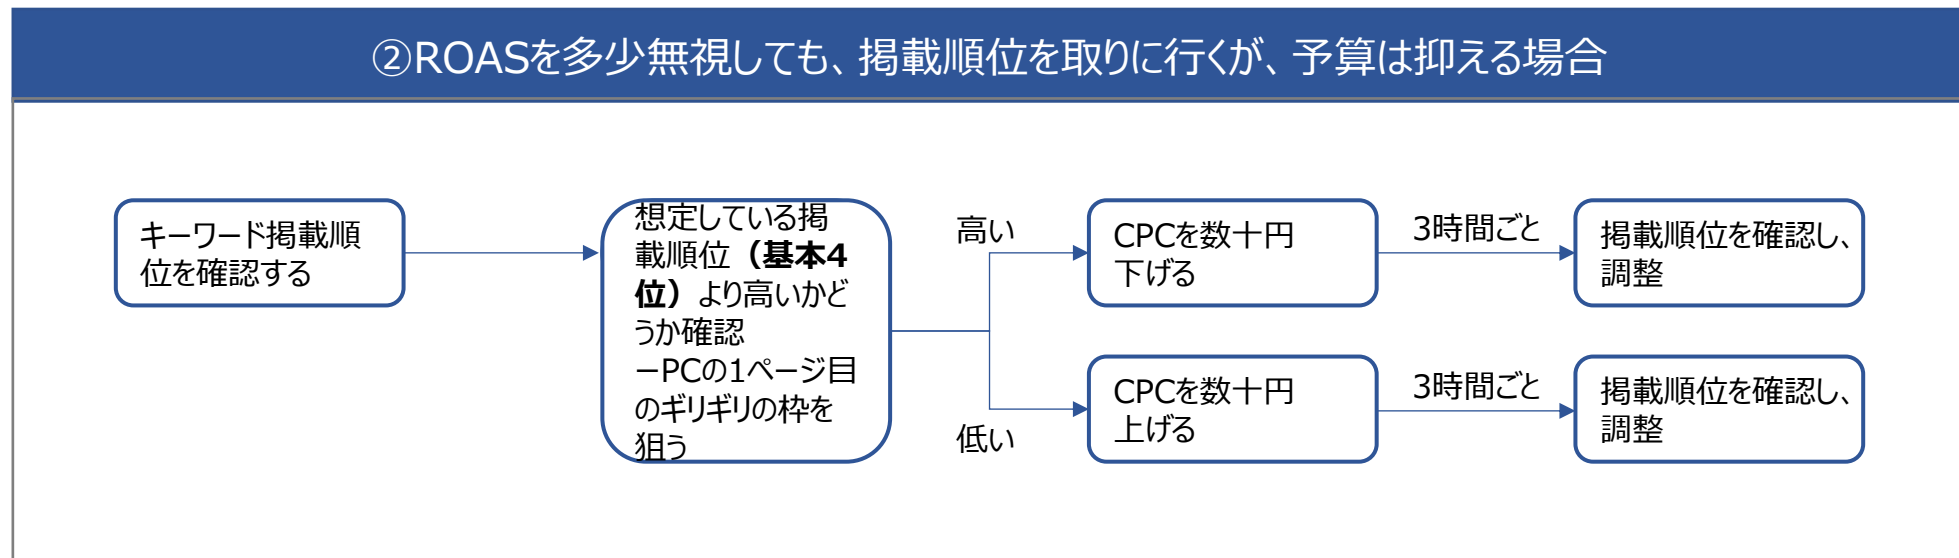 ②ROASを多少無視しても、掲載順位を取りに行くが、予算は抑える場合
キーワード掲載順
位を確認する
想定している掲
載順位（基本4
位）より高いかど
うか確認
－PCの1ページ目
のギリギリの枠を
狙う
高い
CPCを数十円
下げる
3時間ごと
掲載順位を確認し、
調整
低い
CPCを数十円
上げる
3時間ごと
掲載順位を確認し、
調整